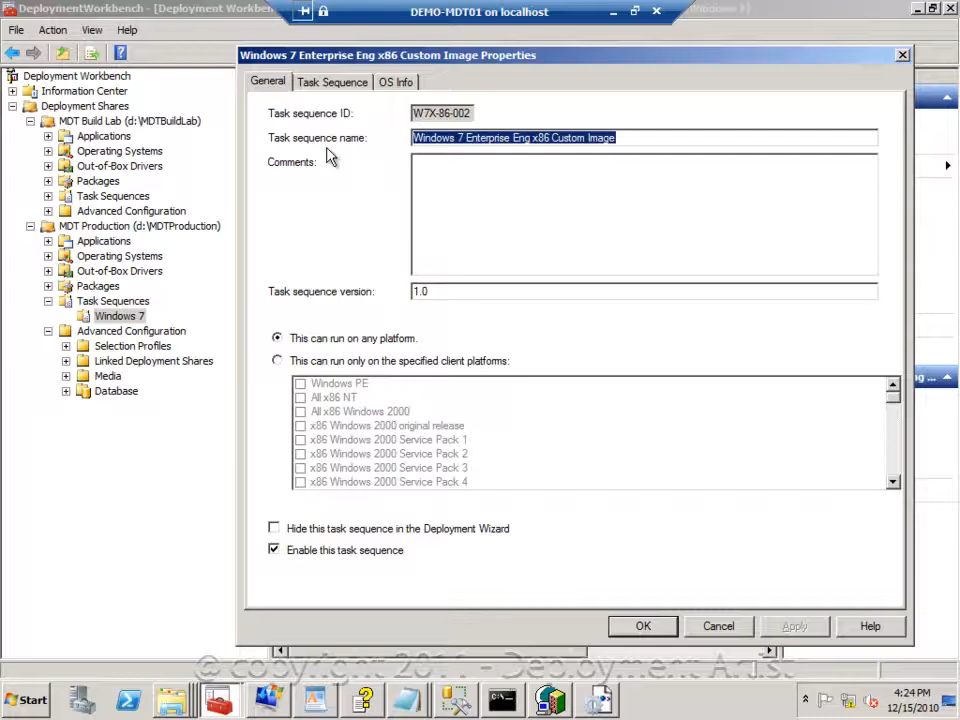 DeploymentWorkbench - [Deployment Workben
DEMO-MDT01 on localhost
File Action View Help
Windows 7 Enterprise Eng x86 Custom Image Properties
Deployment Workbench
Information Center
Deployment Shares
MDT Build Lab (d:\MDTBuildLab)
Applications
Operating Systems
Out-of-Box Drivers
Packages
Task Sequences
Advanced Configuration
MDT Production (d:\MDTProduction)
Applications
Operating Systems
Out-of-Box Drivers
Packages
Task Sequences
Windows 7
Advanced Configuration
Selection Profiles
Linked Deployment Shares
Media
Database
General Task Sequence OS Info
Task sequence ID: W7X-86-002
Task sequence name: Windows 7 Enterprise Eng x86 Custom Image
Comments:
Task sequence version: 1.0
This can run on any platform.
This can run only on the specified client platforms:
Windows PE
All x86 NT
All x86 Windows 2000
x86 Windows 2000 original release
x86 Windows 2000 Service Pack 1
x86 Windows 2000 Service Pack 2
x86 Windows 2000 Service Pack 3
x86 Windows 2000 Service Pack 4
ng ...
Hide this task sequence in the Deployment Wizard
Enable this task sequence
OK Cancel Apply Help
Deployment Artist
Start
4:24 PM
12/15/2010